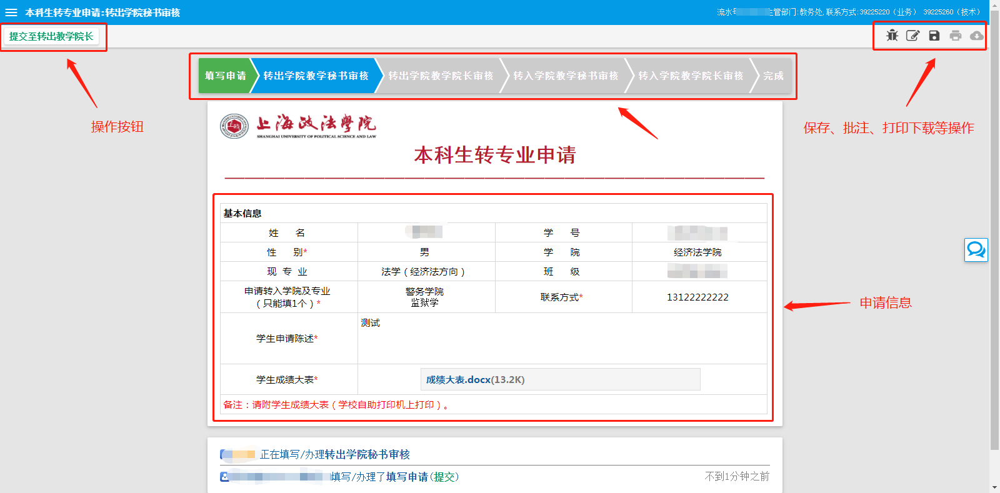 本科生转专业申请:转出学院秘书审核
流水号 主管部门:教务处, 联系方式:39225220（业务） 39225260（技术）
提交至转出教学院长
填写申请 转出学院教学秘书审核 转出学院教学院长审核 转入学院教学秘书审核 转入学院教学院长审核 完成
操作按钮
保存、批注、打印下载等操作
上海政法學院
SHANGHAI UNIVERSITY OF POLITICAL SCIENCE AND LAW
本科生转专业申请
基本信息
姓 名 学 号
性 别* 男 学 院 经济法学院
现 专 业 法学（经济法方向） 班 级
申请转入学院及专业
（只能填1个）*
警务学院
监狱学
联系方式* 13122222222
申请信息
学生申请陈述* 测试
学生成绩大表* 成绩大表.docx(13.2K)
备注：请附学生成绩大表（学校自助打印机上打印）。
正在填写/办理转出学院秘书审核
填写/办理了填写申请(提交) 不到1分钟之前